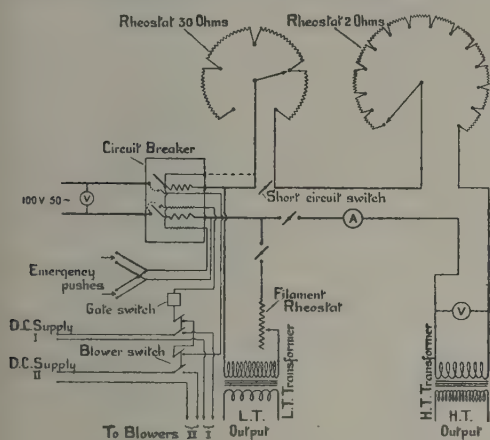 Rheostat 30 Ohms
Rheostat 2 Ohms
Circuit Breaker
100V 50~
V
Short circuit switch
A
Emergency
pushes
Gate switch
Filament
Rheostat
D.C. Supply
I
Blower switch
D.C. Supply
II
V
L.T. Transformer
H.T. Transformer
To Blowers II I
L.T.
Output
H.T.
Output